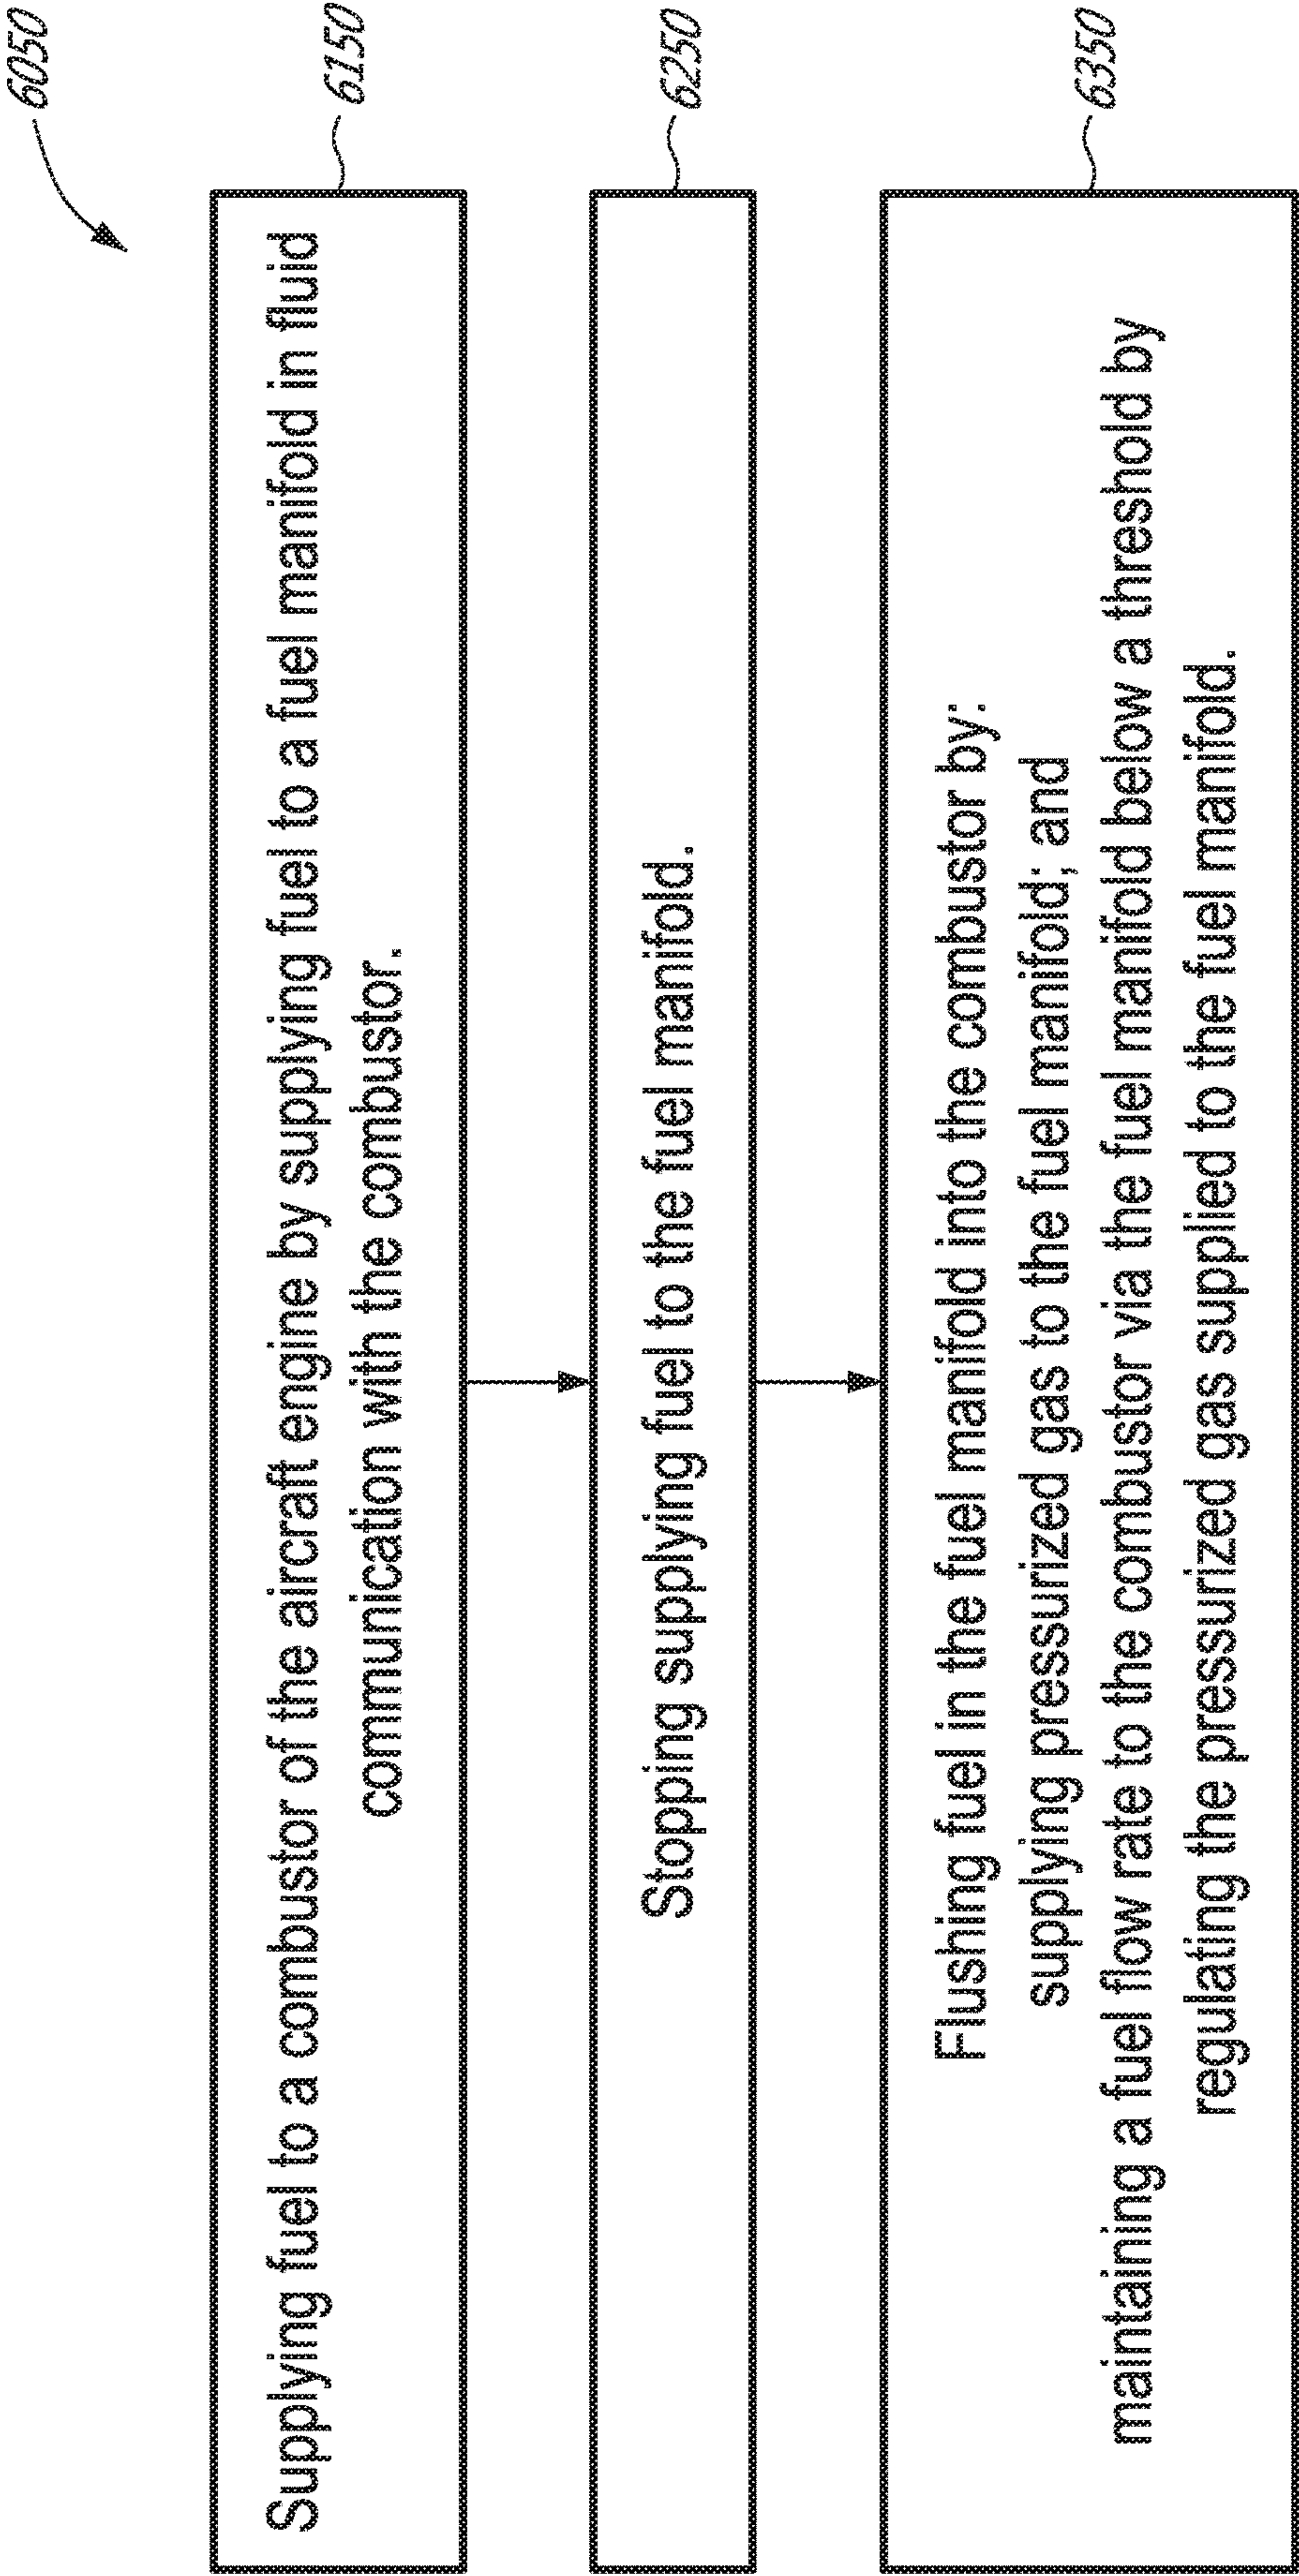 6050
Supplying fuel to a combustor of the aircraft engine by supplying fuel to a fuel manifold in fluid
communication with the combustor.
6150
Stopping supplying fuel to the fuel manifold.
6250
Flushing fuel in the fuel manifold into the combustor by:
supplying pressurized gas to the fuel manifold; and
maintaining a fuel flow rate to the combustor via the fuel manifold below a threshold by
regulating the pressurized gas supplied to the fuel manifold.
6350